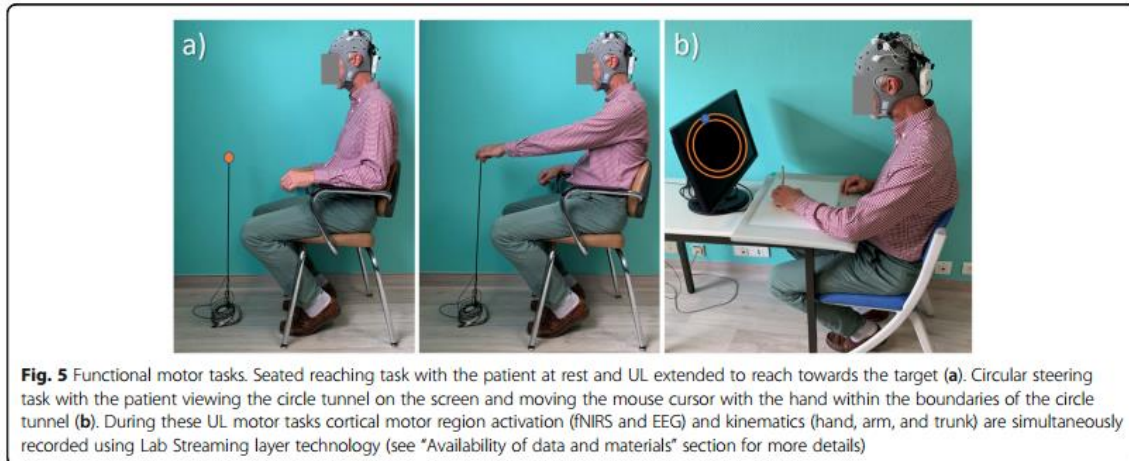 a)
b)
Fig. 5 Functional motor tasks. Seated reaching task with the patient at rest and UL extended to reach towards the target (a). Circular steering
task with the patient viewing the circle tunnel on the screen and moving the mouse cursor with the hand within the boundaries of the circle
tunnel (b). During these UL motor tasks cortical motor region activation (fNIRS and EEG) and kinematics (hand, arm, and trunk) are simultaneously
recorded using Lab Streaming layer technology (see “Availability of data and materials” section for more details)